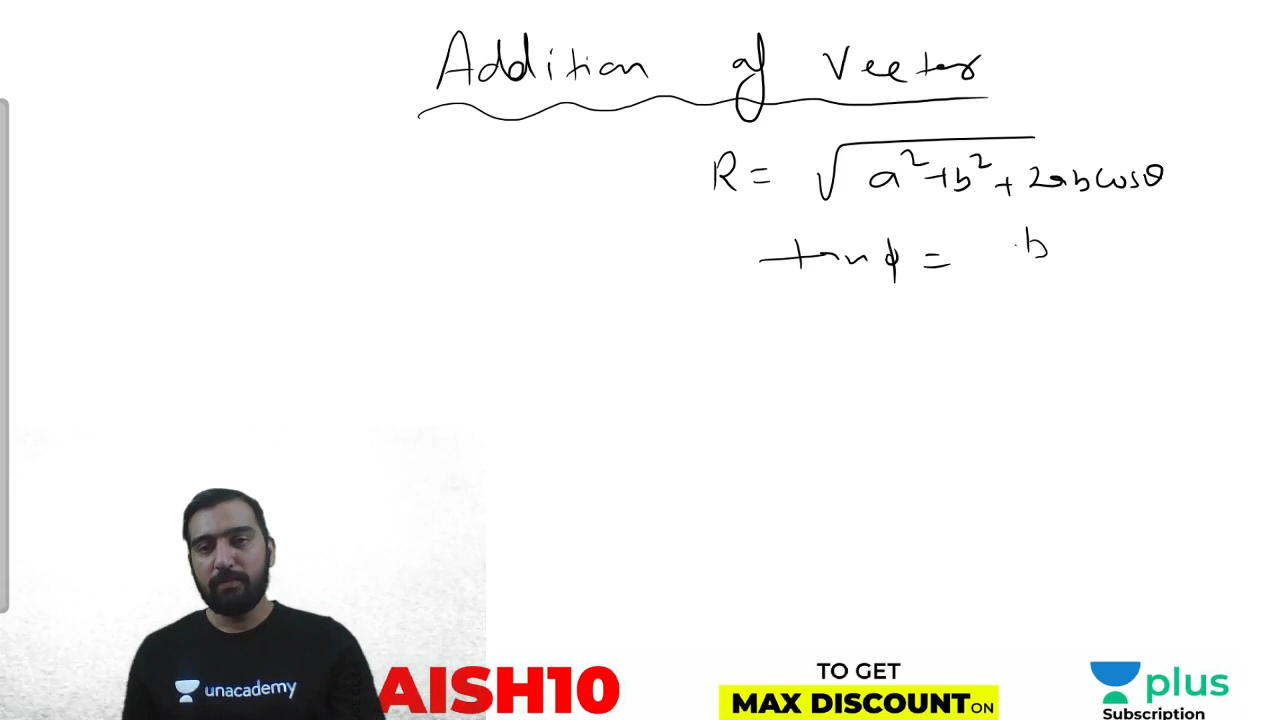 Addition of Vector
R = √a²+b²+2abcosθ
tanϕ = b
unacademy
AISH10
TO GET
MAX DISCOUNT ON
plus
Subscription